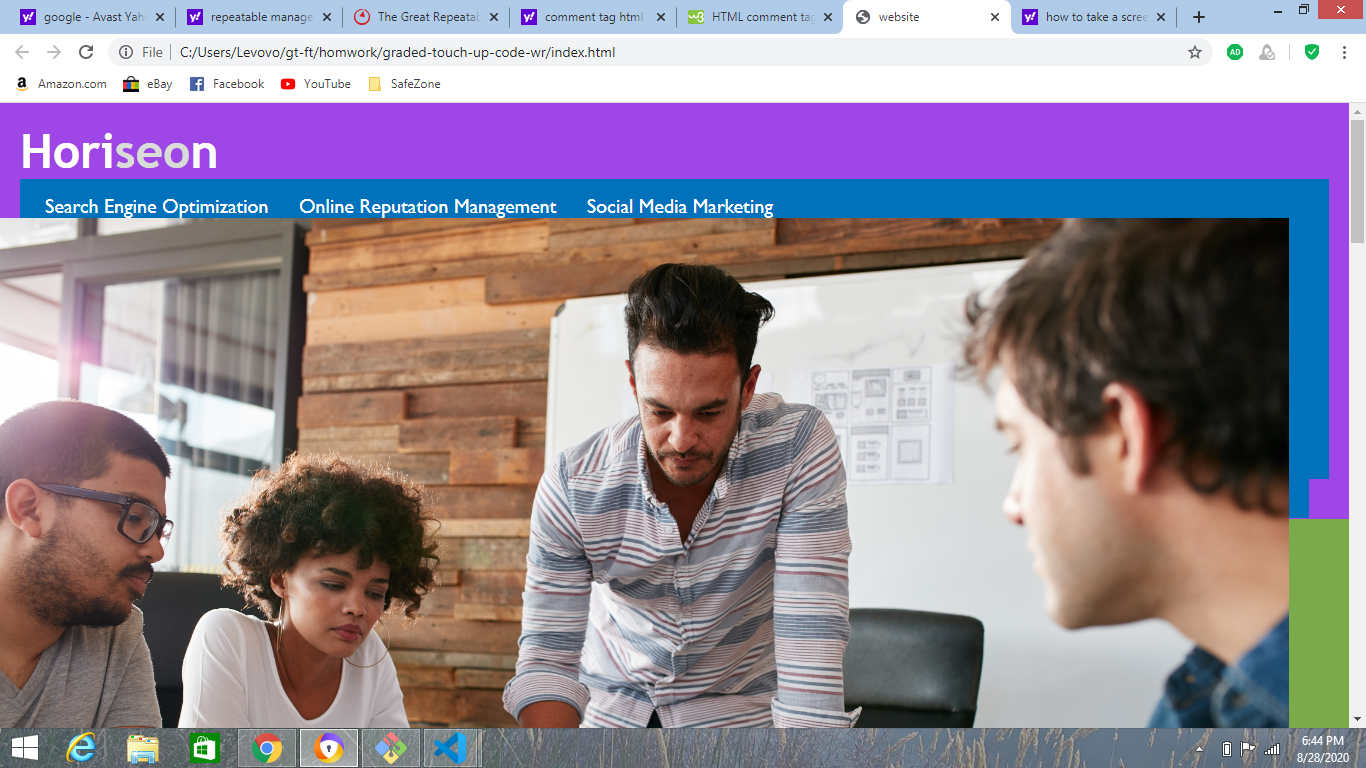 google - Avast Yah
repeatable manage
The Great Repeatab
comment tag html
HTML comment tag
website
how to take a scree
File C:/Users/Levovo/gt-ft/homwork/graded-touch-up-code-wr/index.html
AD
Amazon.com eBay Facebook YouTube SafeZone
Horiseon
Search Engine Optimization Online Reputation Management Social Media Marketing
6:44 PM
8/28/2020